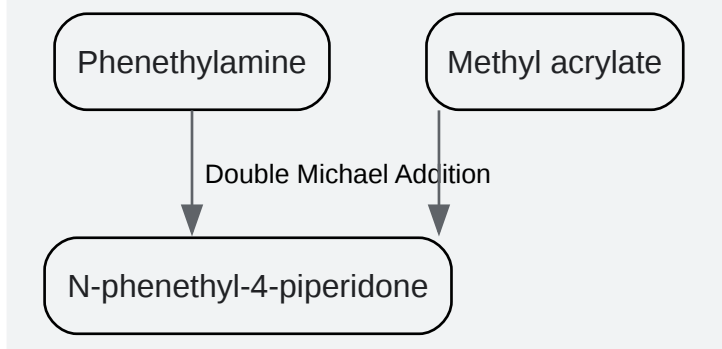 Phenethylamine
Methyl acrylate
Double Michael Addition
N-phenethyl-4-piperidone